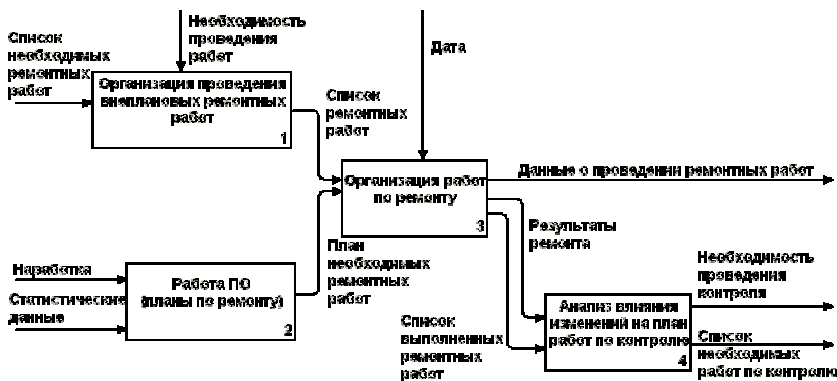 Список
необходимых
ремонтных
работ
Необходимость
проведения
работ
Дата
Организация проведения
внеплановых ремонтных
работ
1
Список
ремонтных
работ
Организация работ
по ремонту
3
Данные о проведении ремонтных работ
Результаты
ремонта
Наработка
Статистические
данные
Работа ПО
(планы по ремонту)
2
План
необходимых
ремонтных
работ
Список
выполненных
ремонтных
работ
Анализ влияния
изменений на план
работ по контролю
4
Необходимость
проведения
контроля
Список
необходимых
работ по контролю